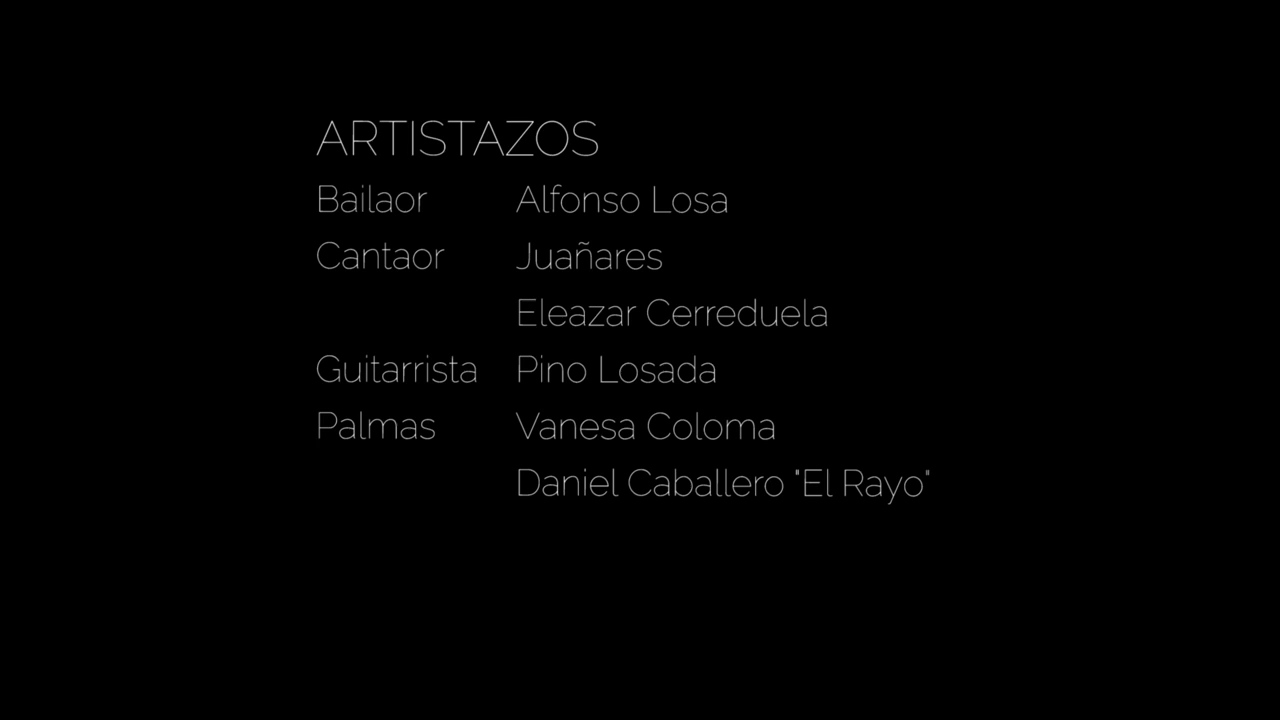 ARTISTAZOS
Bailaor Alfonso Losa
Cantaor Juañares
Eleazar Cerreduela
Guitarrista Pino Losada
Palmas Vanesa Coloma
Daniel Caballero "El Rayo"